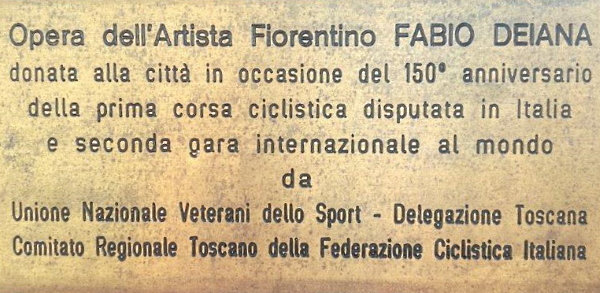 Opera dell'Artista Fiorentino FABIO DEIANA
donata alla città in occasione del 150° anniversario
della prima corsa ciclistica disputata in Italia
e seconda gara internazionale al mondo
da
Unione Nazionale Veterani dello Sport - Delegazione Toscana
Comitato Regionale Toscano della Federazione Ciclistica Italiana